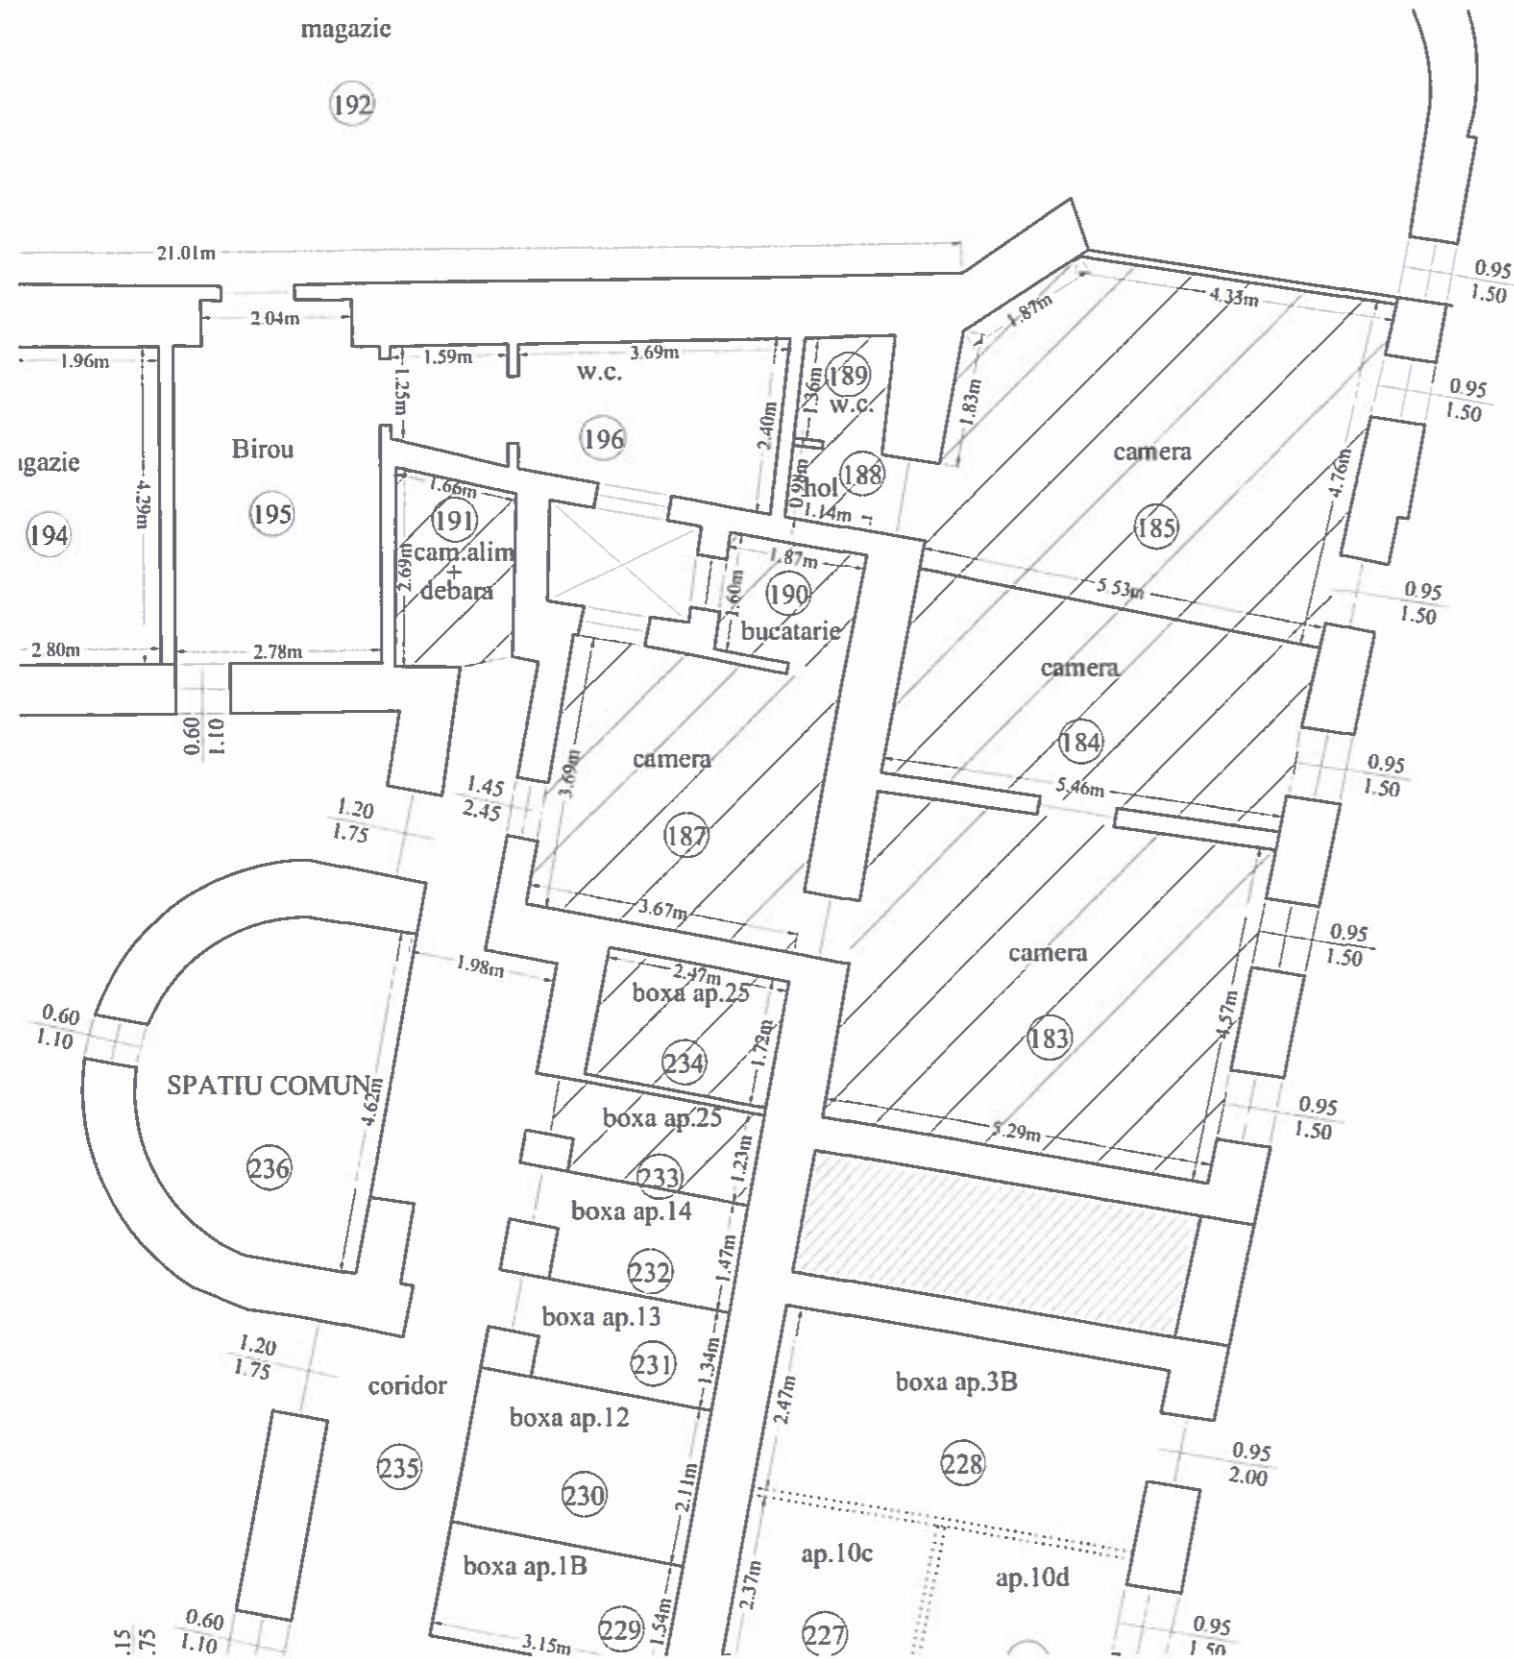 magazie
192
21.01m
0.95
1.50
4.33m
1.87m
2.04m
1.96m
1.59m
3.69m
w.c.
1.25m
1.36m
189
w.c.
1.83m
0.95
1.50
2.40m
Birou
196
camera
4.76m
4.29m
195
194
1.66m
191
cam.alim
+
debara
2.69m
188
hol
0.98m
1.14m
185
1.87m
190
1.60m
bucatarie
5.53m
0.95
1.50
2.80m
2.78m
camera
184
0.60
1.10
camera
3.69m
5.46m
0.95
1.50
1.45
2.45
1.20
1.75
187
3.67m
camera
0.95
1.50
1.98m
2.47m
boxa ap.25
234
1.72m
183
4.57m
0.60
1.10
SPATIU COMUN
4.62m
236
boxa ap.25
233
1.23m
5.29m
0.95
1.50
boxa ap.14
232
1.47m
boxa ap.13
231
1.34m
1.20
1.75
coridor
235
boxa ap.12
230
2.11m
boxa ap.3B
228
2.47m
0.95
2.00
boxa ap.1B
229
1.54m
3.15m
ap.10c
227
2.37m
ap.10d
0.60
1.10
.15
.75
0.95
1.50